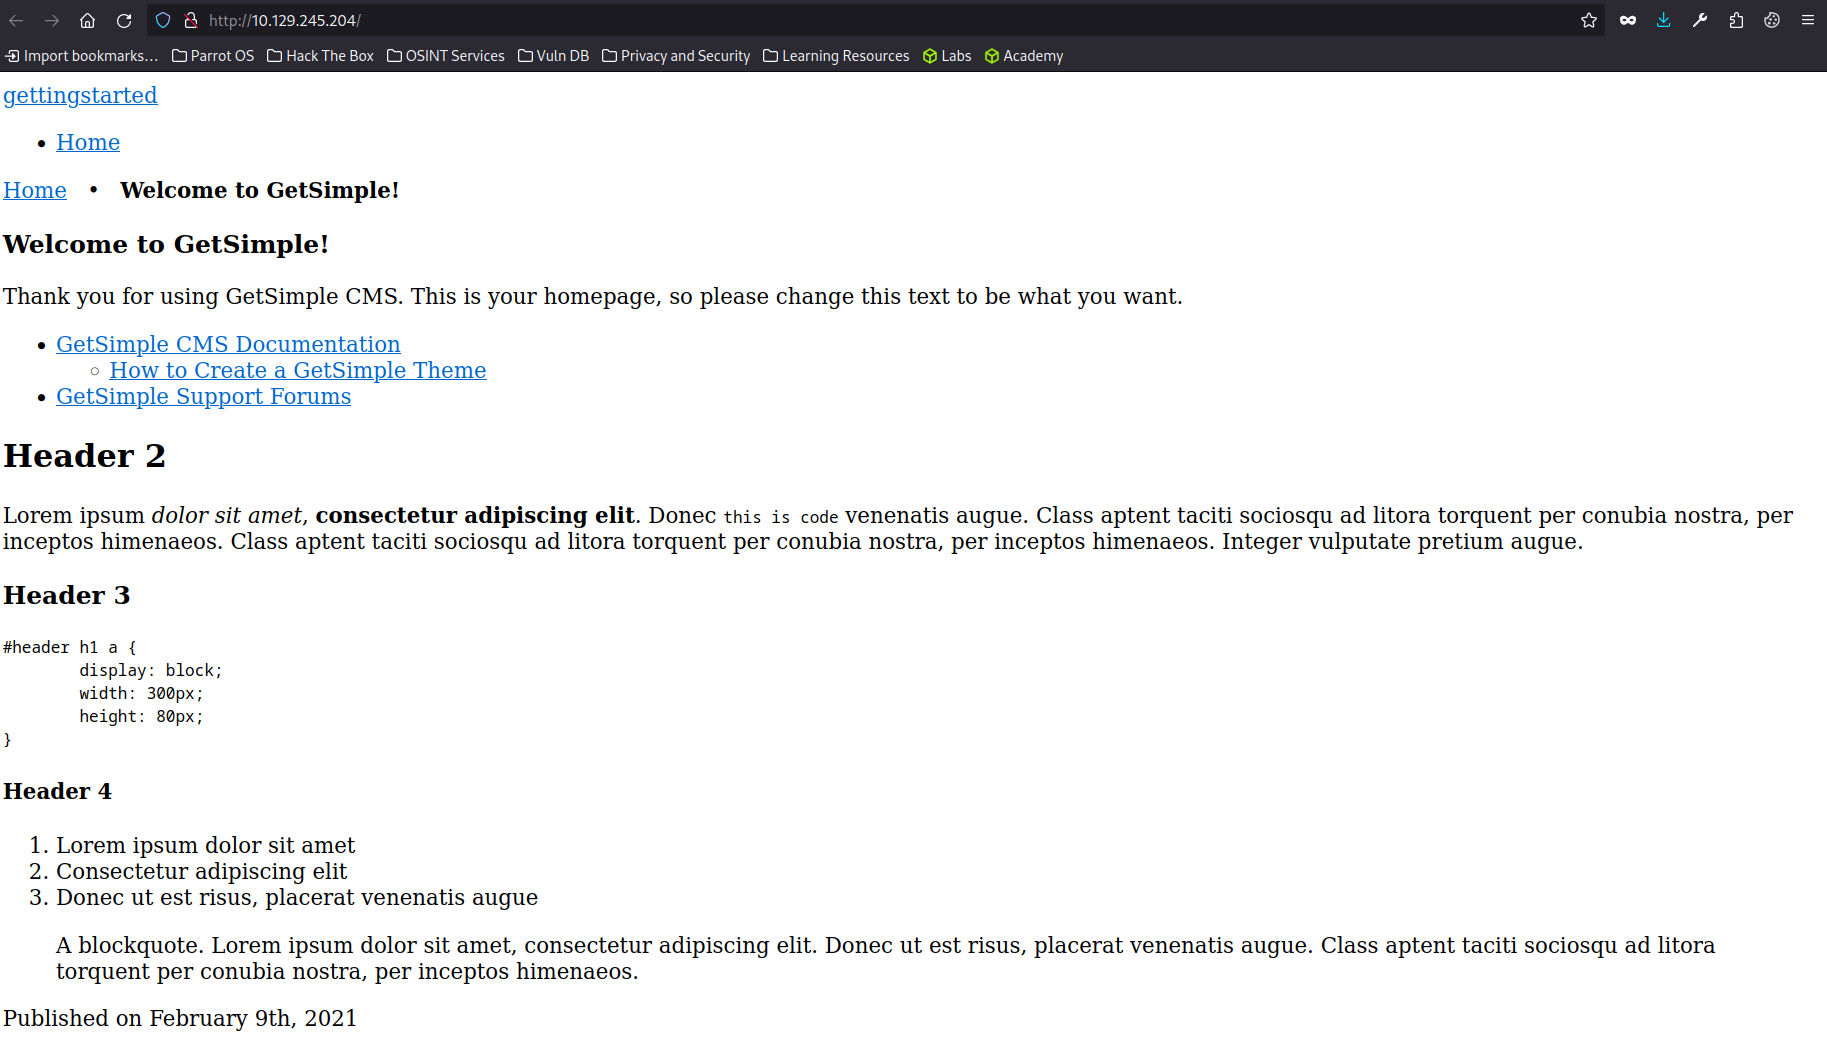 http://10.129.245.204/
Import bookmarks... Parrot OS Hack The Box OSINT Services Vuln DB Privacy and Security Learning Resources Labs Academy
gettingstarted
• Home
Home • Welcome to GetSimple!
Welcome to GetSimple!
Thank you for using GetSimple CMS. This is your homepage, so please change this text to be what you want.
• GetSimple CMS Documentation
◦ How to Create a GetSimple Theme
• GetSimple Support Forums
Header 2
Lorem ipsum dolor sit amet, consectetur adipiscing elit. Donec this is code venenatis augue. Class aptent taciti sociosqu ad litora torquent per conubia nostra, per
inceptos himenaeos. Class aptent taciti sociosqu ad litora torquent per conubia nostra, per inceptos himenaeos. Integer vulputate pretium augue.
Header 3
#header h1 a {
display: block;
width: 300px;
height: 80px;
}
Header 4
1. Lorem ipsum dolor sit amet
2. Consectetur adipiscing elit
3. Donec ut est risus, placerat venenatis augue
A blockquote. Lorem ipsum dolor sit amet, consectetur adipiscing elit. Donec ut est risus, placerat venenatis augue. Class aptent taciti sociosqu ad litora
torquent per conubia nostra, per inceptos himenaeos.
Published on February 9th, 2021